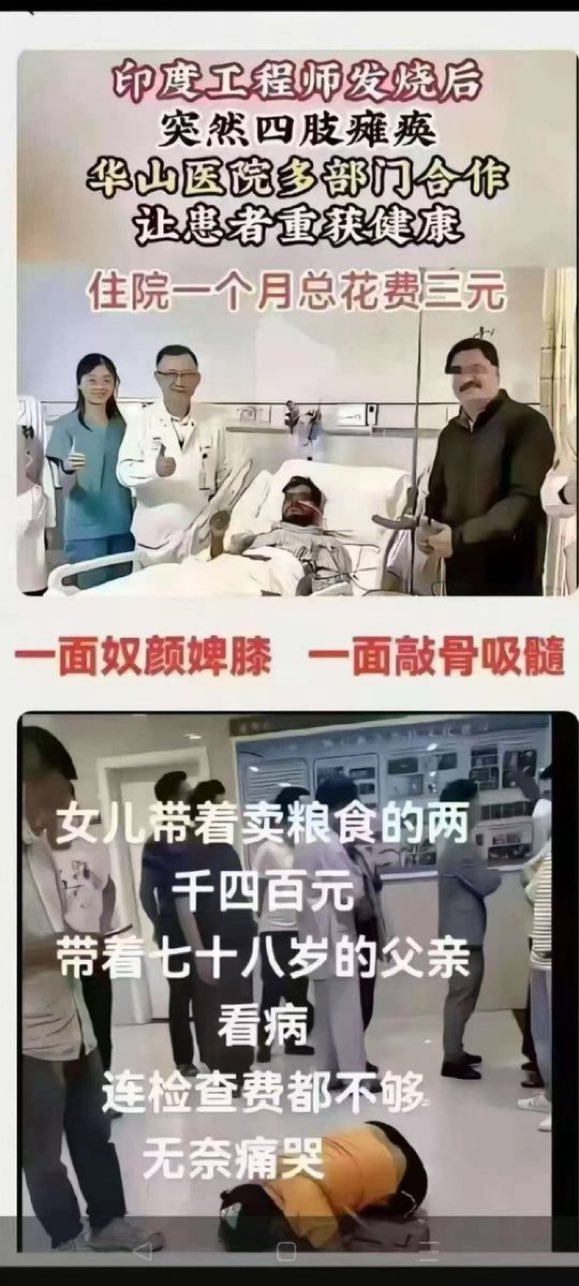 印度工程师发烧后
突然四肢瘫痪
华山医院多部门合作
让患者重获健康
住院一个月总花费三元
一面奴颜婢膝 一面敲骨吸髓
女儿带着卖粮食的两
千四百元
带着七十八岁的父亲
看病
连检查费都不够
无奈痛哭